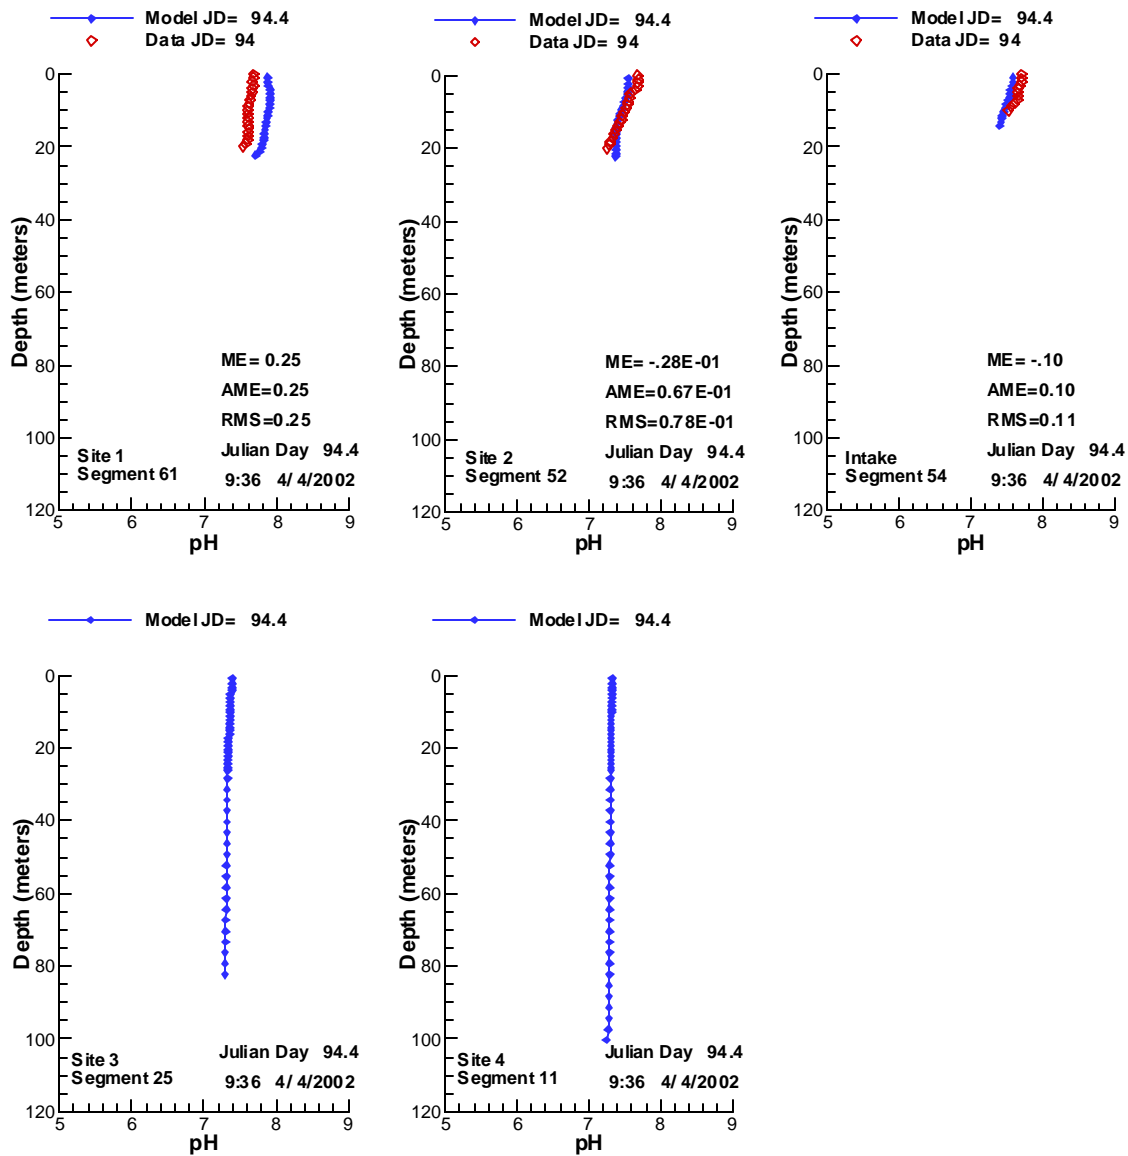 Model JD= 94.4
Data JD= 94
0
20
40
60
80
100
120
Depth (meters)
ME= 0.25
AME=0.25
RMS=0.25
Julian Day 94.4
9:36 4/ 4/2002
Site 1
Segment 61
5 6 7 8 9
pH
Model JD= 94.4
Data JD= 94
0
20
40
60
80
100
120
Depth (meters)
ME= -.28E-01
AME=0.67E-01
RMS=0.78E-01
Julian Day 94.4
9:36 4/ 4/2002
Site 2
Segment 52
5 6 7 8 9
pH
Model JD= 94.4
Data JD= 94
0
20
40
60
80
100
120
Depth (meters)
ME= -.10
AME=0.10
RMS=0.11
Julian Day 94.4
9:36 4/ 4/2002
Intake
Segment 54
5 6 7 8 9
pH
Model JD= 94.4
0
20
40
60
80
100
120
Depth (meters)
Julian Day 94.4
9:36 4/ 4/2002
Site 3
Segment 25
5 6 7 8 9
pH
Model JD= 94.4
0
20
40
60
80
100
120
Depth (meters)
Julian Day 94.4
9:36 4/ 4/2002
Site 4
Segment 11
5 6 7 8 9
pH